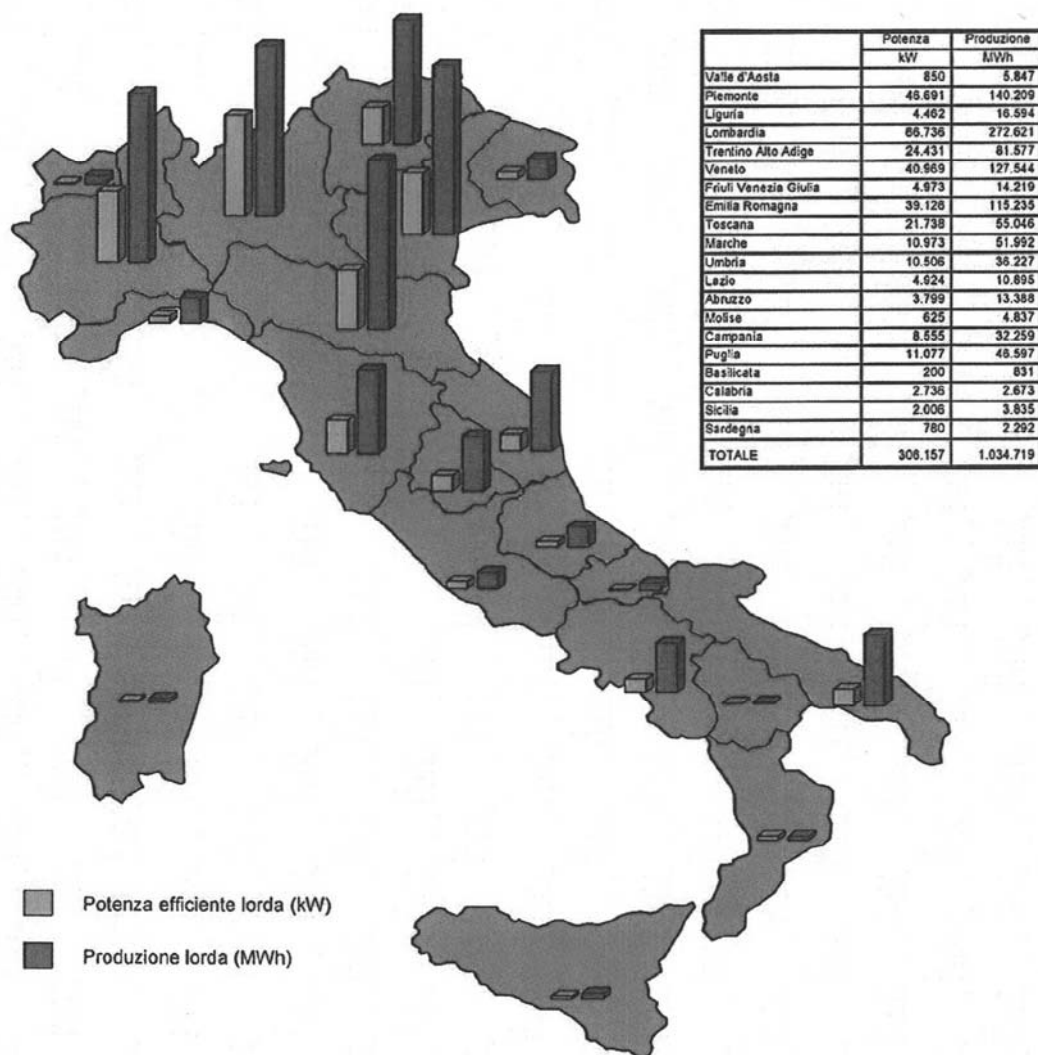 Potenza Produzione
kW MWh
Valle d'Aosta 850 5.847
Piemonte 46.691 140.209
Liguria 4.462 16.594
Lombardia 66.736 272.621
Trentino Alto Adige 24.431 81.577
Veneto 40.969 127.544
Friuli Venezia Giulia 4.973 14.219
Emilia Romagna 39.126 115.235
Toscana 21.738 55.046
Marche 10.973 51.992
Umbria 10.506 36.227
Lazio 4.924 10.895
Abruzzo 3.799 13.388
Molise 625 4.837
Campania 8.555 32.259
Puglia 11.077 46.597
Basilicata 200 831
Calabria 2.736 2.673
Sicilia 2.006 3.835
Sardegna 780 2.292
TOTALE 306.157 1.034.719
Potenza efficiente lorda (kW)
Produzione lorda (MWh)